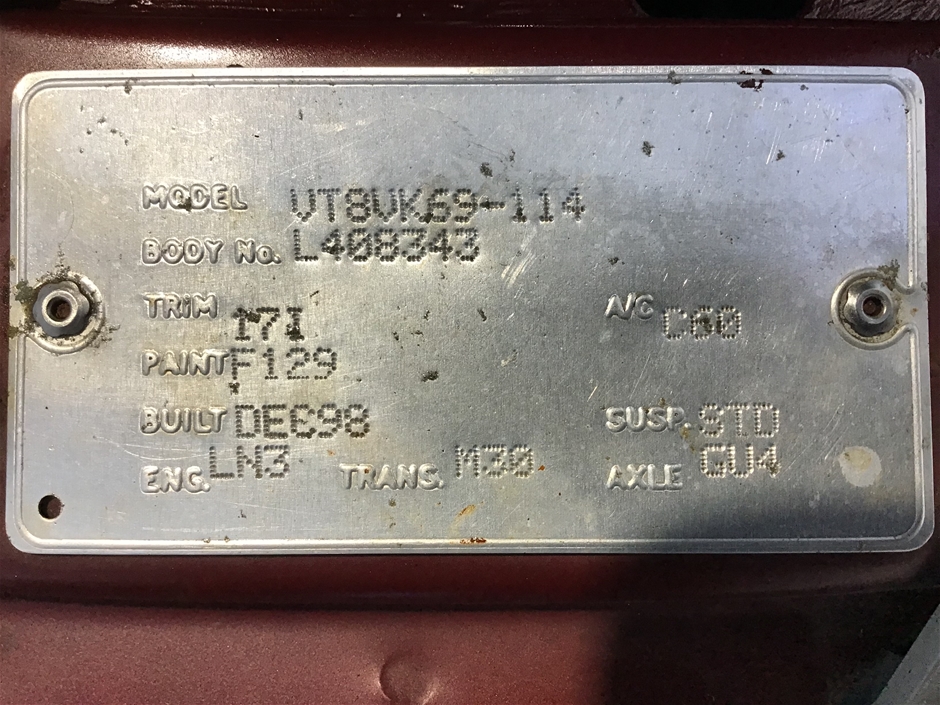 MODEL VT8VK69-114
BODY No. L408343
TRIM 17I A/C C60
PAINT F129
BUILT DEC98 SUSP. STD
ENG. LN3 TRANS. M30 AXLE GU4